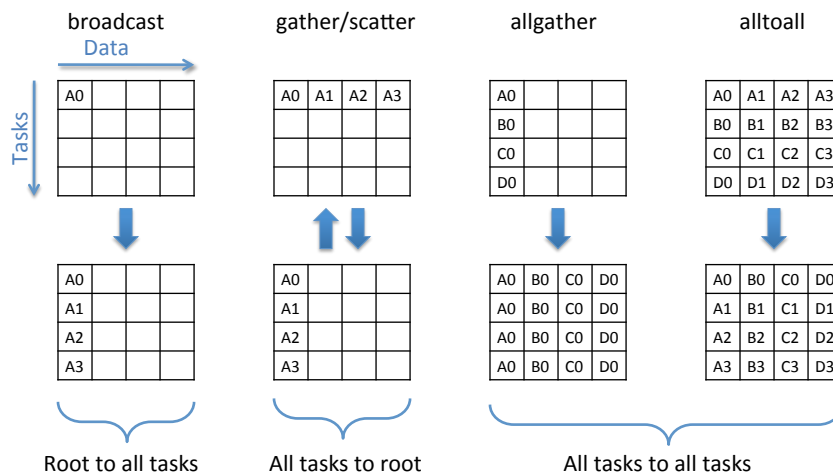 broadcast gather/scatter allgather alltoall
Data
Tasks
A0 A0 A1 A2 A3 A0 A0 A1 A2 A3
B0 B0 B1 B2 B3
C0 C0 C1 C2 C3
D0 D0 D1 D2 D3
A0 A0 A0 B0 C0 D0 A0 B0 C0 D0
A1 A1 A0 B0 C0 D0 A1 B1 C1 D1
A2 A2 A0 B0 C0 D0 A2 B2 C2 D2
A3 A3 A0 B0 C0 D0 A3 B3 C3 D3
Root to all tasks All tasks to root All tasks to all tasks